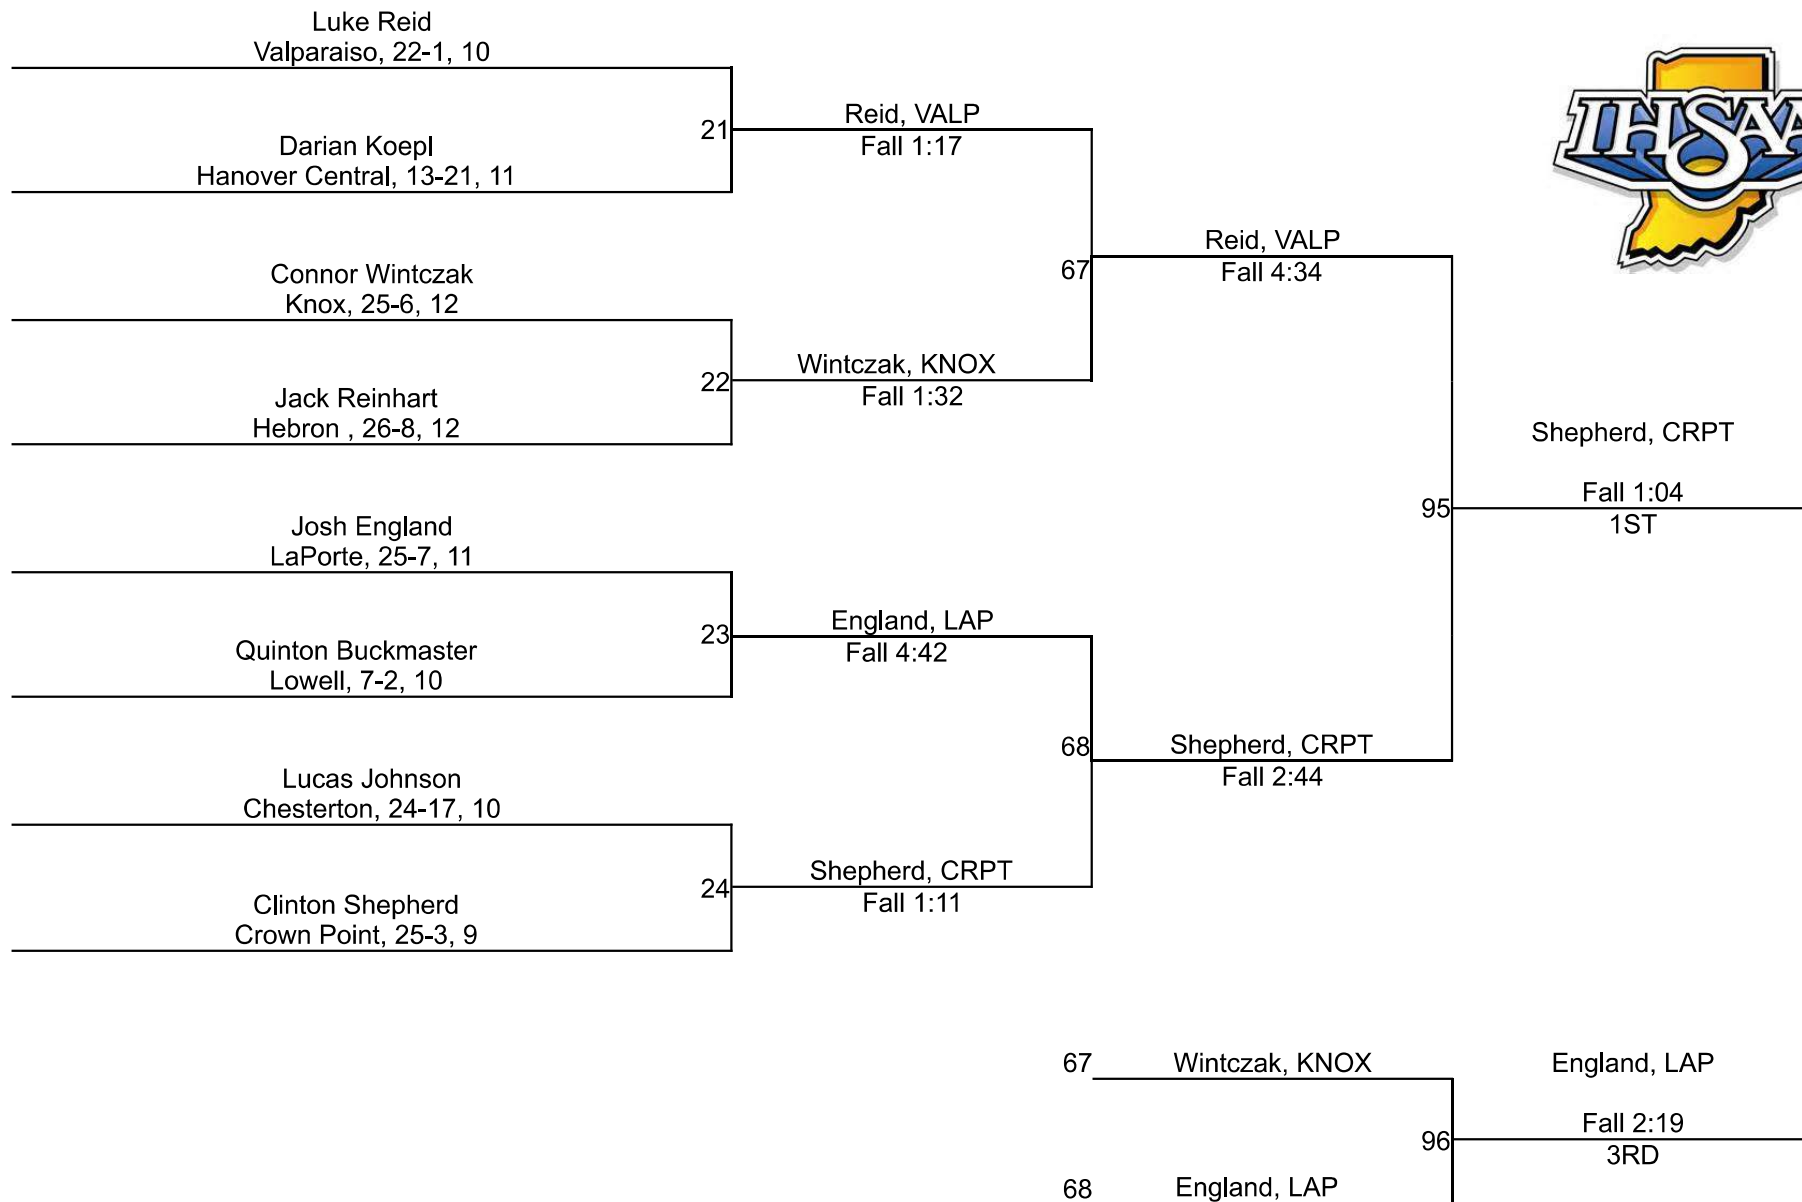 Luke Reid
Valparaiso, 22-1, 10
Darian Koepl
Hanover Central, 13-21, 11
21
Reid, VALP
Fall 1:17
Connor Wintczak
Knox, 25-6, 12
Jack Reinhart
Hebron , 26-8, 12
22
Wintczak, KNOX
Fall 1:32
67
Reid, VALP
Fall 4:34
Josh England
LaPorte, 25-7, 11
Quinton Buckmaster
Lowell, 7-2, 10
23
England, LAP
Fall 4:42
Lucas Johnson
Chesterton, 24-17, 10
Clinton Shepherd
Crown Point, 25-3, 9
24
Shepherd, CRPT
Fall 1:11
68
Shepherd, CRPT
Fall 2:44
95
Shepherd, CRPT
Fall 1:04
1ST
IHSAA
67
Wintczak, KNOX
68
England, LAP
96
England, LAP
Fall 2:19
3RD